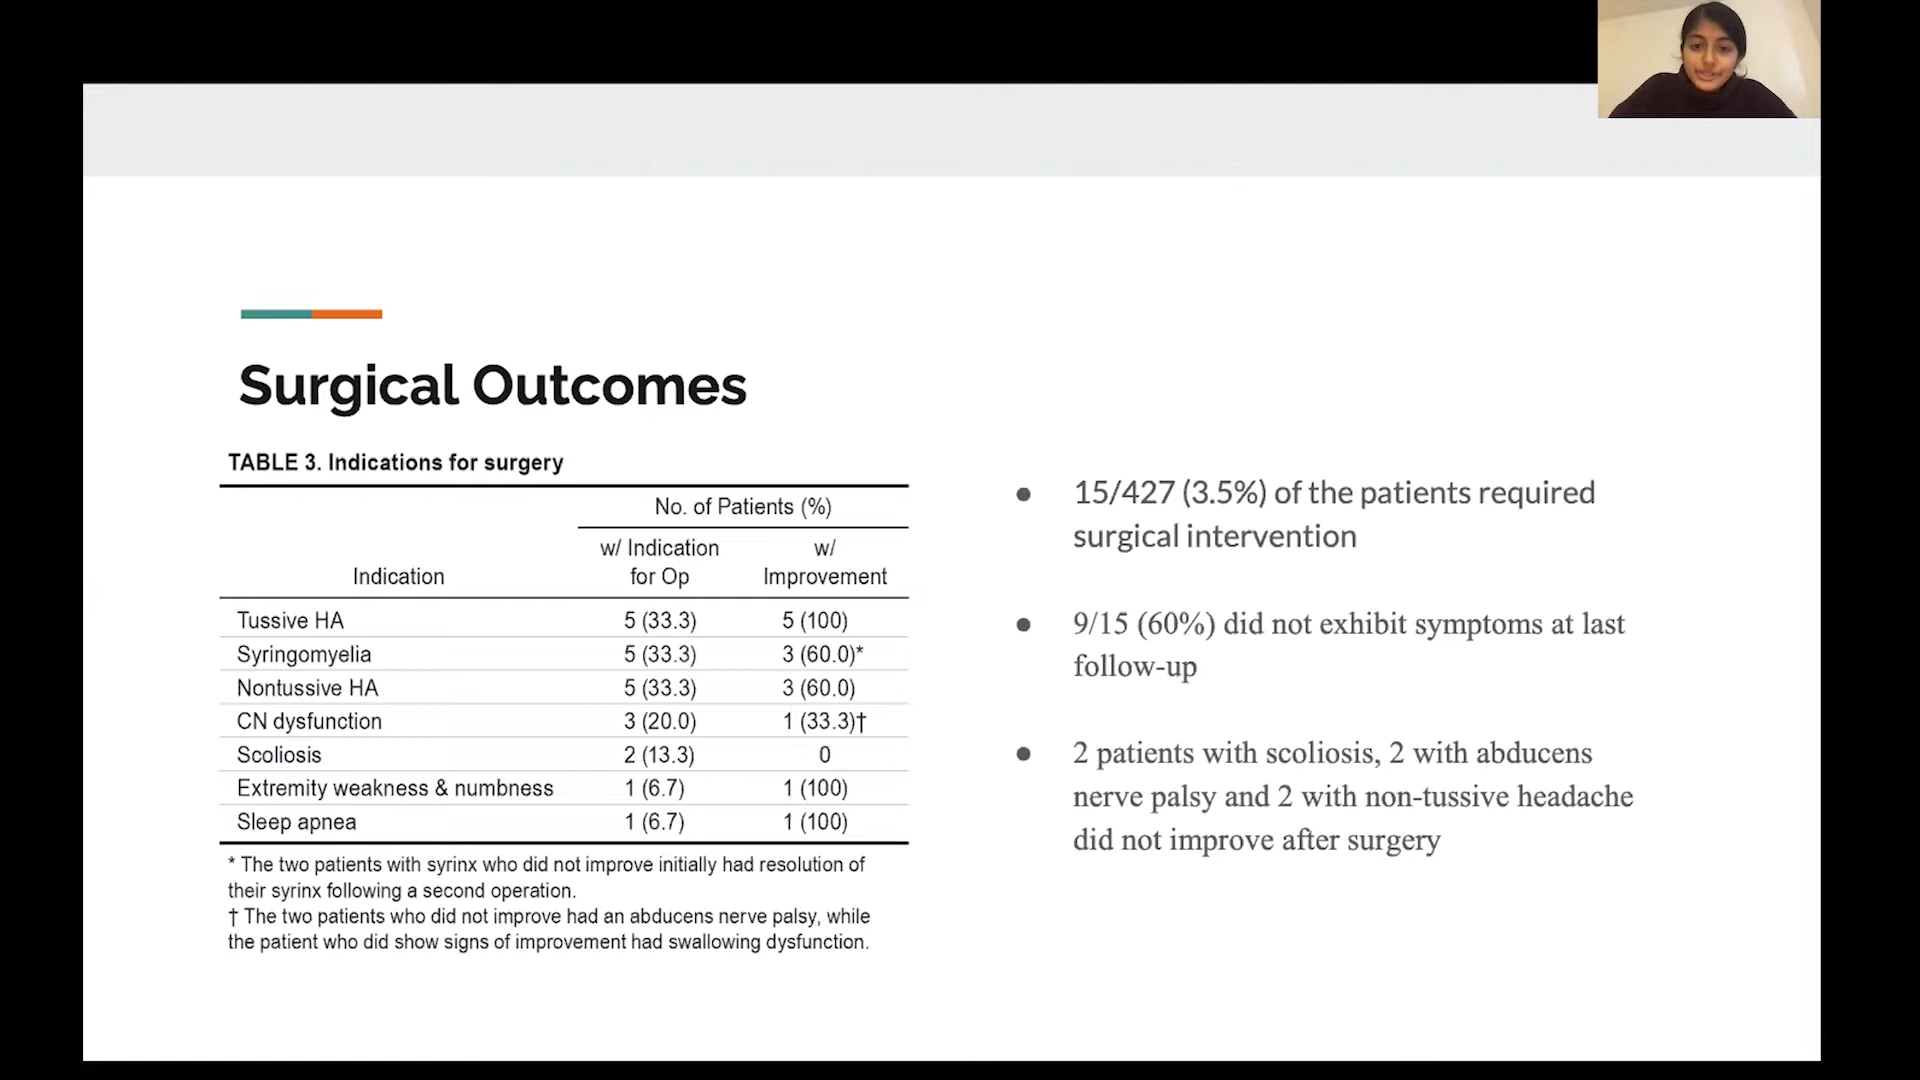 Surgical Outcomes
TABLE 3. Indications for surgery
No. of Patients (%)
w/ Indication w/
Indication for Op Improvement
Tussive HA 5 (33.3) 5 (100)
Syringomyelia 5 (33.3) 3 (60.0)*
Nontussive HA 5 (33.3) 3 (60.0)
CN dysfunction 3 (20.0) 1 (33.3)†
Scoliosis 2 (13.3) 0
Extremity weakness & numbness 1 (6.7) 1 (100)
Sleep apnea 1 (6.7) 1 (100)
* The two patients with syrinx who did not improve initially had resolution of
their syrinx following a second operation.
† The two patients who did not improve had an abducens nerve palsy, while
the patient who did show signs of improvement had swallowing dysfunction.
● 15/427 (3.5%) of the patients required
surgical intervention
● 9/15 (60%) did not exhibit symptoms at last
follow-up
● 2 patients with scoliosis, 2 with abducens
nerve palsy and 2 with non-tussive headache
did not improve after surgery